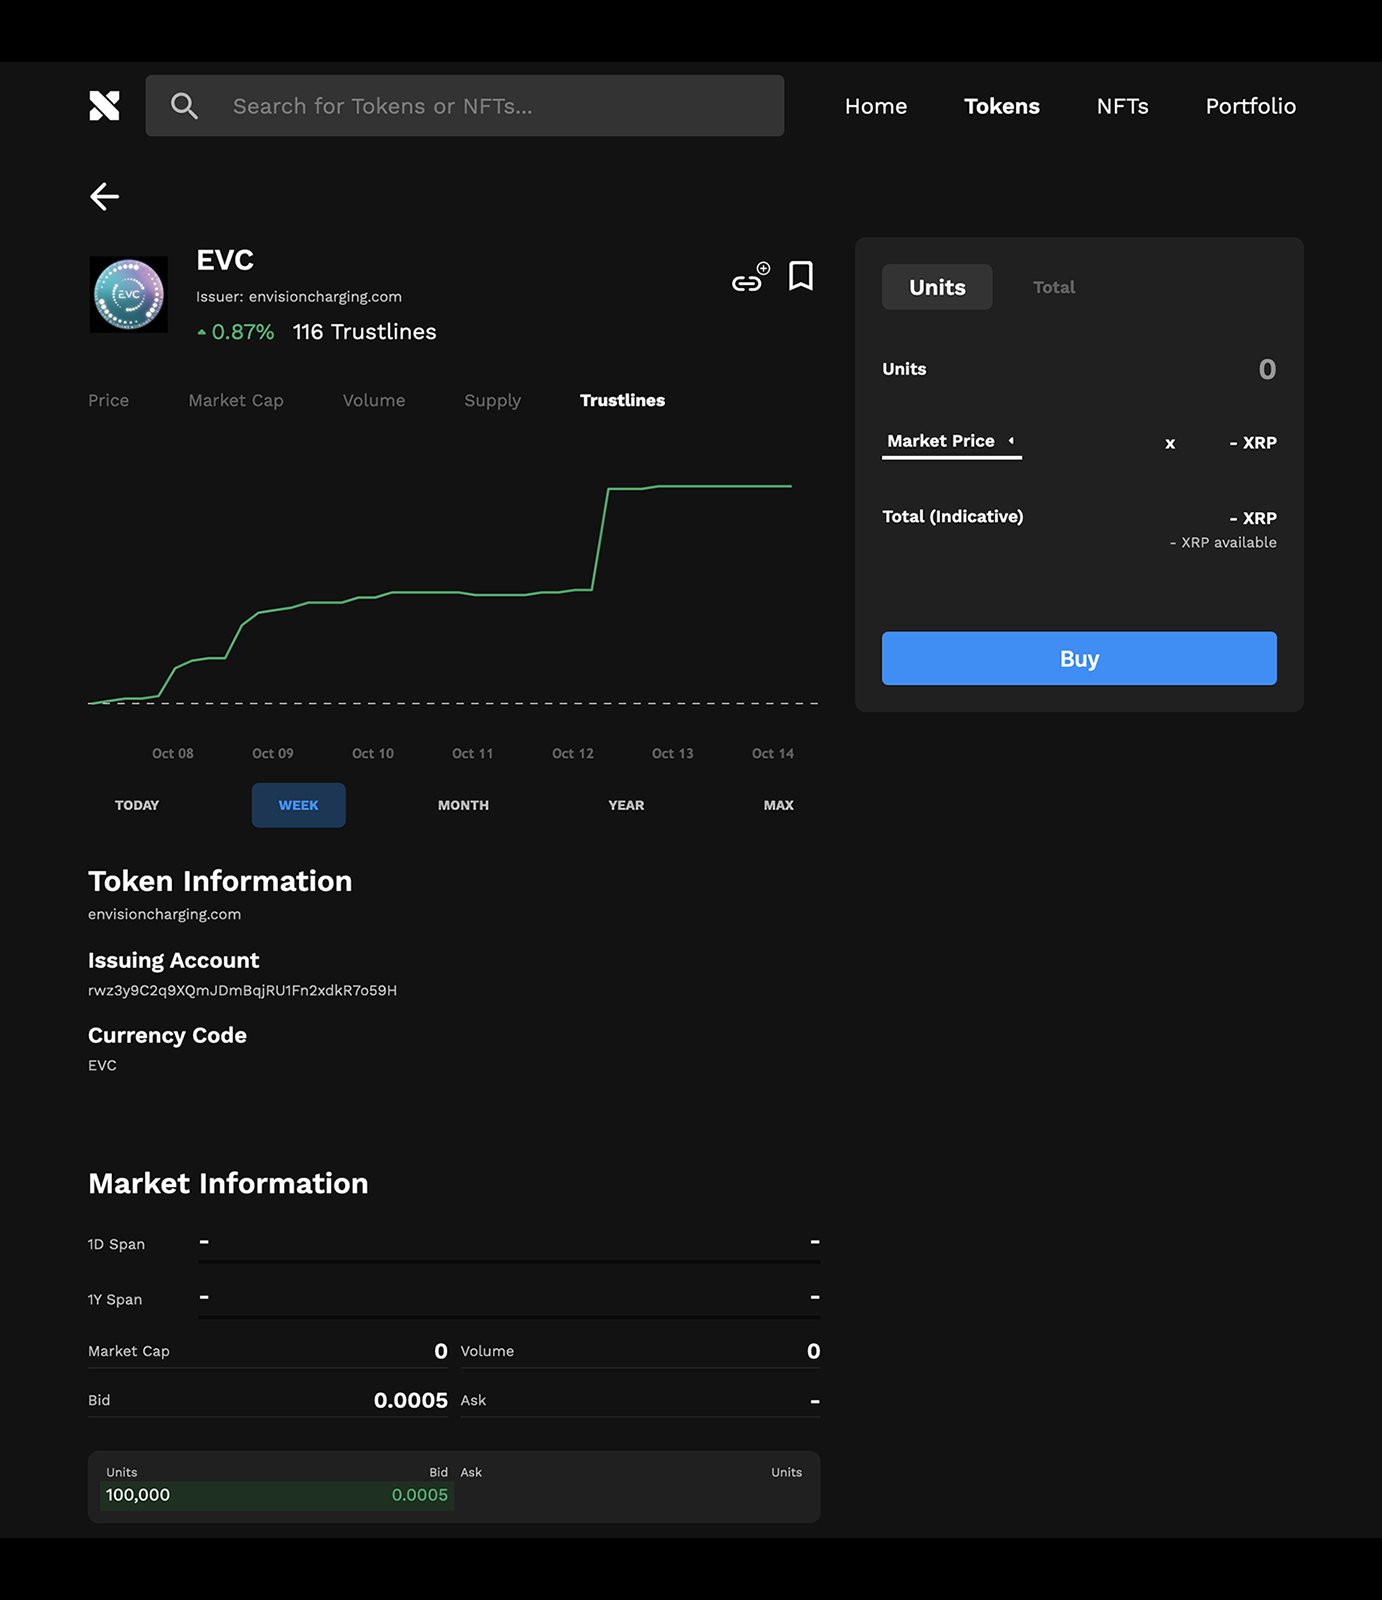 Search for Tokens or NFTs...
Home Tokens NFTs Portfolio
EVC
EVC
Issuer: envisioncharging.com
0.87% 116 Trustlines
Price Market Cap Volume Supply Trustlines
Units Total
Units 0
Market Price x - XRP
Total (Indicative) - XRP
- XRP available
Buy
Oct 08 Oct 09 Oct 10 Oct 11 Oct 12 Oct 13 Oct 14
TODAY WEEK MONTH YEAR MAX
Token Information
envisioncharging.com
Issuing Account
rwz3y9C2q9XQmJDmBqjRU1Fn2xdkR7o59H
Currency Code
EVC
Market Information
1D Span - -
1Y Span - -
Market Cap 0 Volume 0
Bid 0.0005 Ask -
Units Bid Ask Units
100,000 0.0005